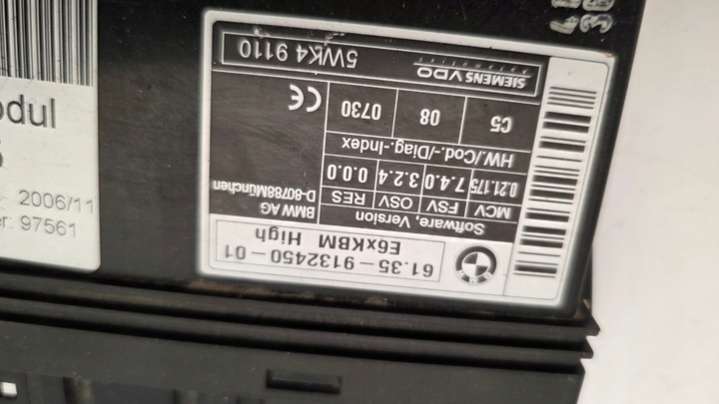 61.35-9132450-01
E6xKBM High
Software, Version
MCV FSV OSV RES
0.21.175 7.4.0 3.2.4 0.0.0
BMW AG
D-80788München
HW./Cod.-/Diag.-Index
C5 08 0730
CE
SIEMENS VDO
Automotive
5WK4 9110
odul
2006/11
er: 97561